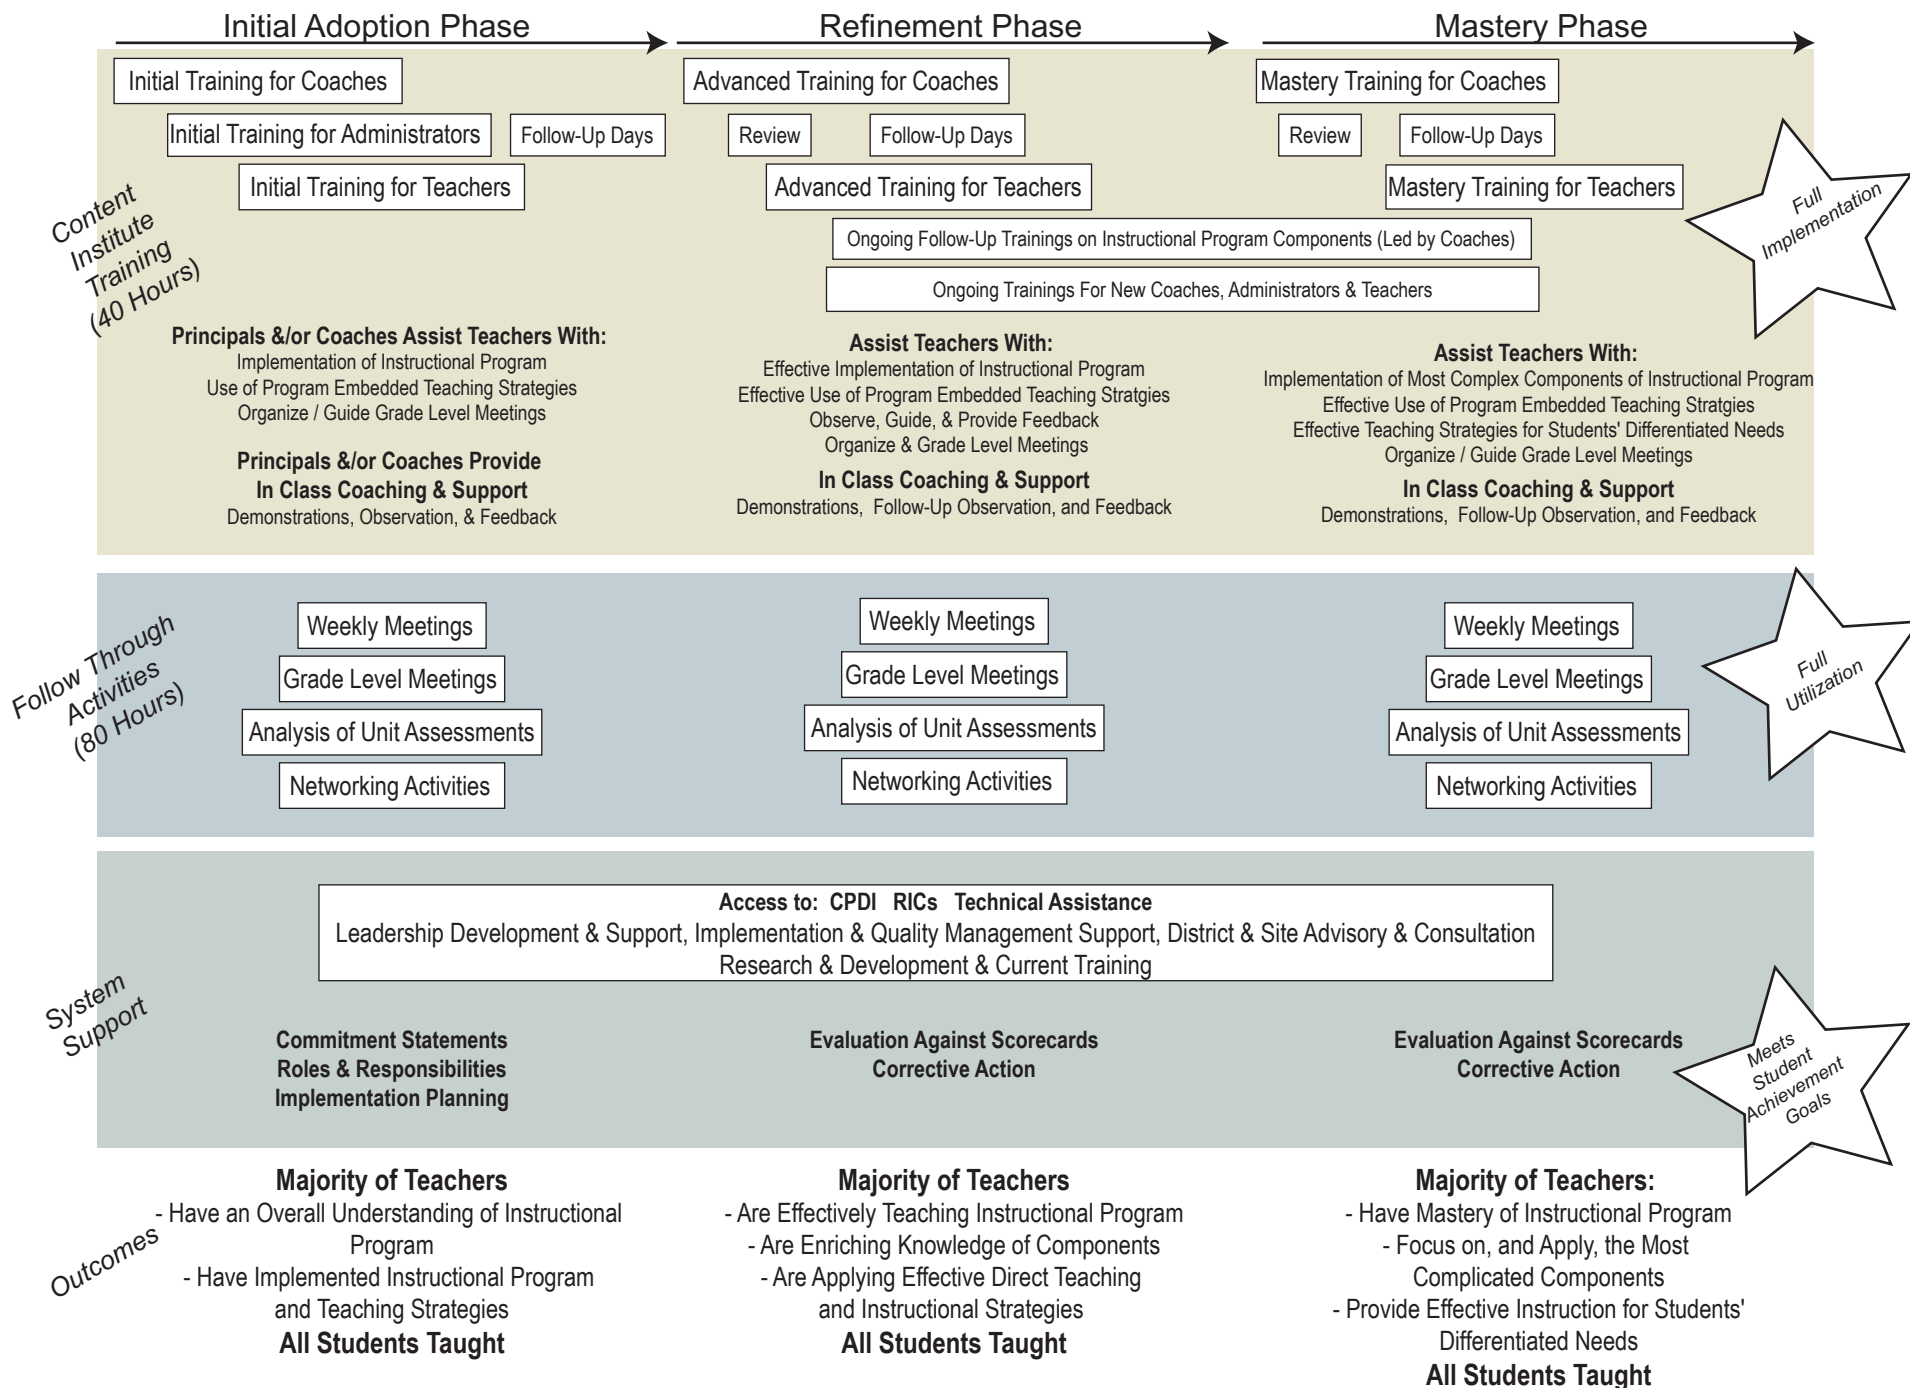 Initial Adoption Phase
Refinement Phase
Mastery Phase
Content
Institute
Training
(40 Hours)
Initial Training for Coaches
Initial Training for Administrators
Follow-Up Days
Initial Training for Teachers
Advanced Training for Coaches
Review
Follow-Up Days
Advanced Training for Teachers
Mastery Training for Coaches
Review
Follow-Up Days
Mastery Training for Teachers
Ongoing Follow-Up Trainings on Instructional Program Components (Led by Coaches)
Ongoing Trainings For New Coaches, Administrators & Teachers
Full
Implementation
Principals &/or Coaches Assist Teachers With:
Implementation of Instructional Program
Use of Program Embedded Teaching Strategies
Organize / Guide Grade Level Meetings
Principals &/or Coaches Provide
In Class Coaching & Support
Demonstrations, Observation, & Feedback
Assist Teachers With:
Effective Implementation of Instructional Program
Effective Use of Program Embedded Teaching Stratgies
Observe, Guide, & Provide Feedback
Organize & Grade Level Meetings
In Class Coaching & Support
Demonstrations, Follow-Up Observation, and Feedback
Assist Teachers With:
Implementation of Most Complex Components of Instructional Program
Effective Use of Program Embedded Teaching Stratgies
Effective Teaching Strategies for Students' Differentiated Needs
Organize / Guide Grade Level Meetings
In Class Coaching & Support
Demonstrations, Follow-Up Observation, and Feedback
Follow Through
Activities
(80 Hours)
Weekly Meetings
Grade Level Meetings
Analysis of Unit Assessments
Networking Activities
Weekly Meetings
Grade Level Meetings
Analysis of Unit Assessments
Networking Activities
Weekly Meetings
Grade Level Meetings
Analysis of Unit Assessments
Networking Activities
Full
Utilization
System
Support
Access to: CPDI RICs Technical Assistance
Leadership Development & Support, Implementation & Quality Management Support, District & Site Advisory & Consultation
Research & Development & Current Training
Commitment Statements
Roles & Responsibilities
Implementation Planning
Evaluation Against Scorecards
Corrective Action
Evaluation Against Scorecards
Corrective Action
Meets
Student
Achievement
Goals
Outcomes
Majority of Teachers
- Have an Overall Understanding of Instructional
Program
- Have Implemented Instructional Program
and Teaching Strategies
All Students Taught
Majority of Teachers
- Are Effectively Teaching Instructional Program
- Are Enriching Knowledge of Components
- Are Applying Effective Direct Teaching
and Instructional Strategies
All Students Taught
Majority of Teachers:
- Have Mastery of Instructional Program
- Focus on, and Apply, the Most
Complicated Components
- Provide Effective Instruction for Students'
Differentiated Needs
All Students Taught